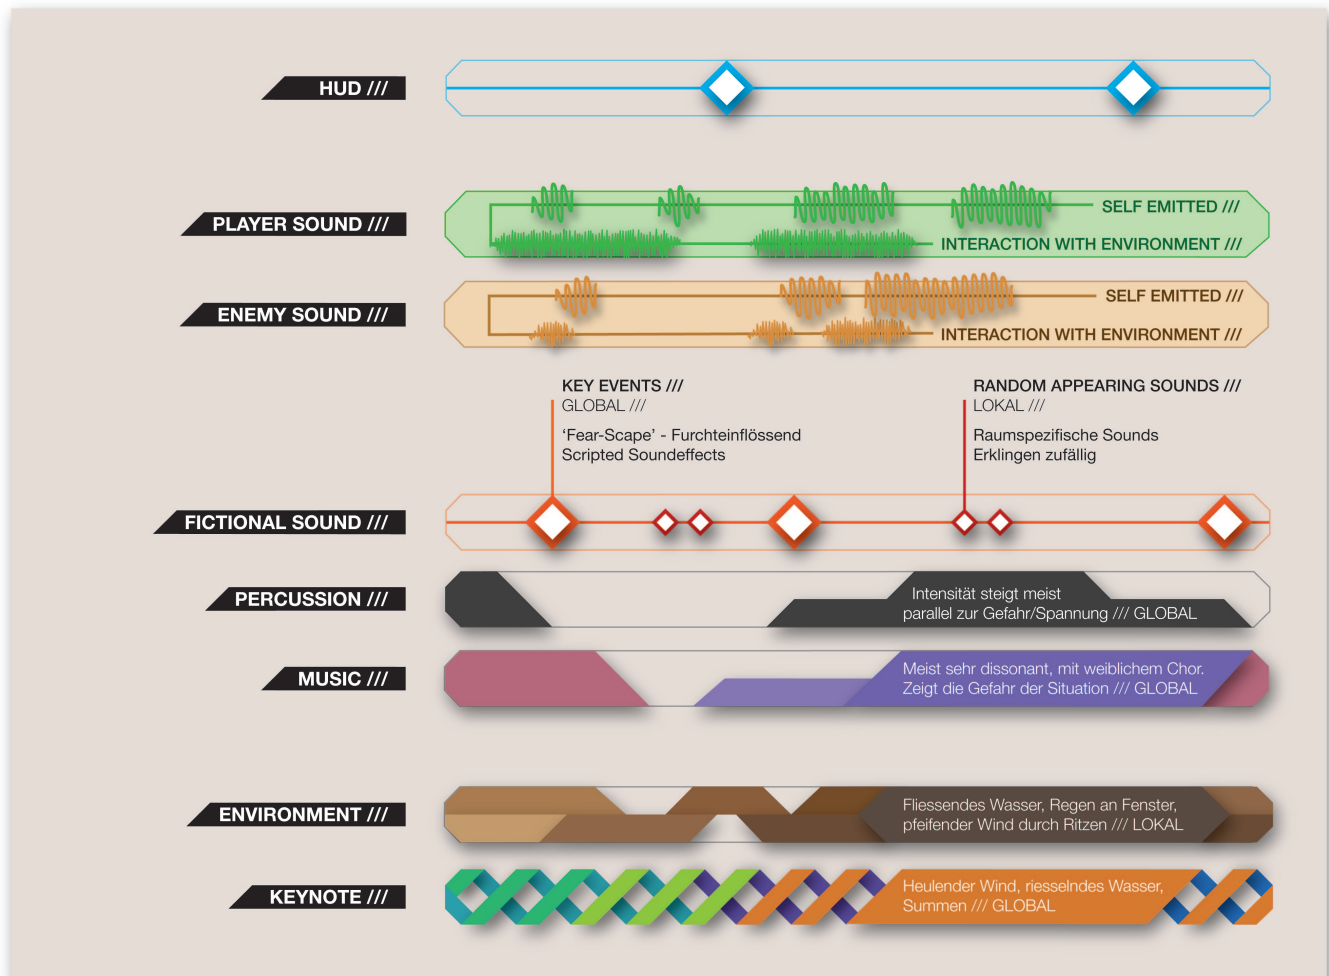 HUD ///
PLAYER SOUND ///
SELF EMITTED ///
INTERACTION WITH ENVIRONMENT ///
ENEMY SOUND ///
SELF EMITTED ///
INTERACTION WITH ENVIRONMENT ///
KEY EVENTS ///
GLOBAL ///
‘Fear-Scape’ - Furchteinflössend
Scripted Soundeffects
RANDOM APPEARING SOUNDS ///
LOKAL ///
Raumspezifische Sounds
Erklingen zufällig
FICTIONAL SOUND ///
PERCUSSION ///
Intensität steigt meist
parallel zur Gefahr/Spannung /// GLOBAL
MUSIC ///
Meist sehr dissonant, mit weiblichem Chor.
Zeigt die Gefahr der Situation /// GLOBAL
ENVIRONMENT ///
Fliessendes Wasser, Regen an Fenster,
pfeifender Wind durch Ritzen /// LOKAL
KEYNOTE ///
Heulender Wind, riesselndes Wasser,
Summen /// GLOBAL